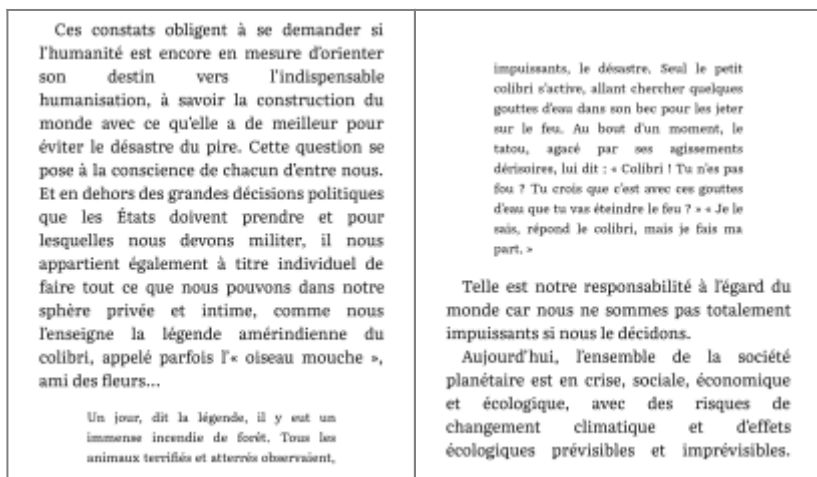 Ces constats obligent à se demander si
l'humanité est encore en mesure d'orienter
son destin vers l'indispensable
humanisation, à savoir la construction du
monde avec ce qu'elle a de meilleur pour
éviter le désastre du pire. Cette question se
pose à la conscience de chacun d'entre nous.
Et en dehors des grandes décisions politiques
que les États doivent prendre et pour
lesquelles nous devons militer, il nous
appartient également à titre individuel de
faire tout ce que nous pouvons dans notre
sphère privée et intime, comme nous
l'enseigne la légende amérindienne du
colibri, appelé parfois l'« oiseau mouche »,
ami des fleurs...
Un jour, dit la légende, il y eut un
immense incendie de forêt. Tous les
animaux terrifiés et atterrés observaient,
impuissants, le désastre. Seul le petit
colibri s'active, allant chercher quelques
gouttes d'eau dans son bec pour les jeter
sur le feu. Au bout d'un moment, le
tatou, agacé par ses agissements
dérisoires, lui dit : « Colibri ! Tu n'es pas
fou ? Tu crois que c'est avec ces gouttes
d'eau que tu vas éteindre le feu ? » « Je le
sais, répond le colibri, mais je fais ma
part. »
Telle est notre responsabilité à l'égard du
monde car nous ne sommes pas totalement
impuissants si nous le décidons.
Aujourd'hui, l'ensemble de la société
planétaire est en crise, sociale, économique
et écologique, avec des risques de
changement climatique et d'effets
écologiques prévisibles et imprévisibles.